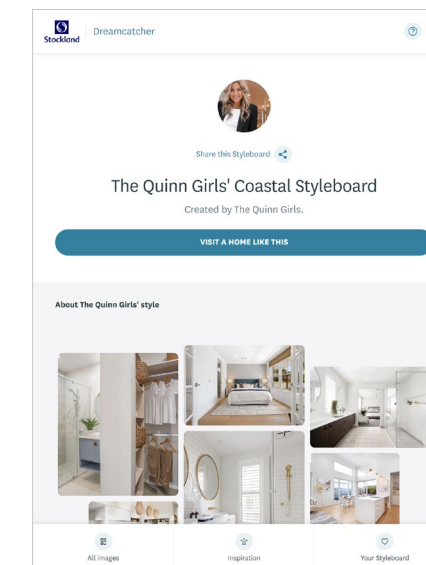 Stockland
Dreamcatcher
Share this Styleboard
The Quinn Girls' Coastal Styleboard
Created by The Quinn Girls.
VISIT A HOME LIKE THIS
About The Quinn Girls' style
All images
Inspiration
Your Styleboard